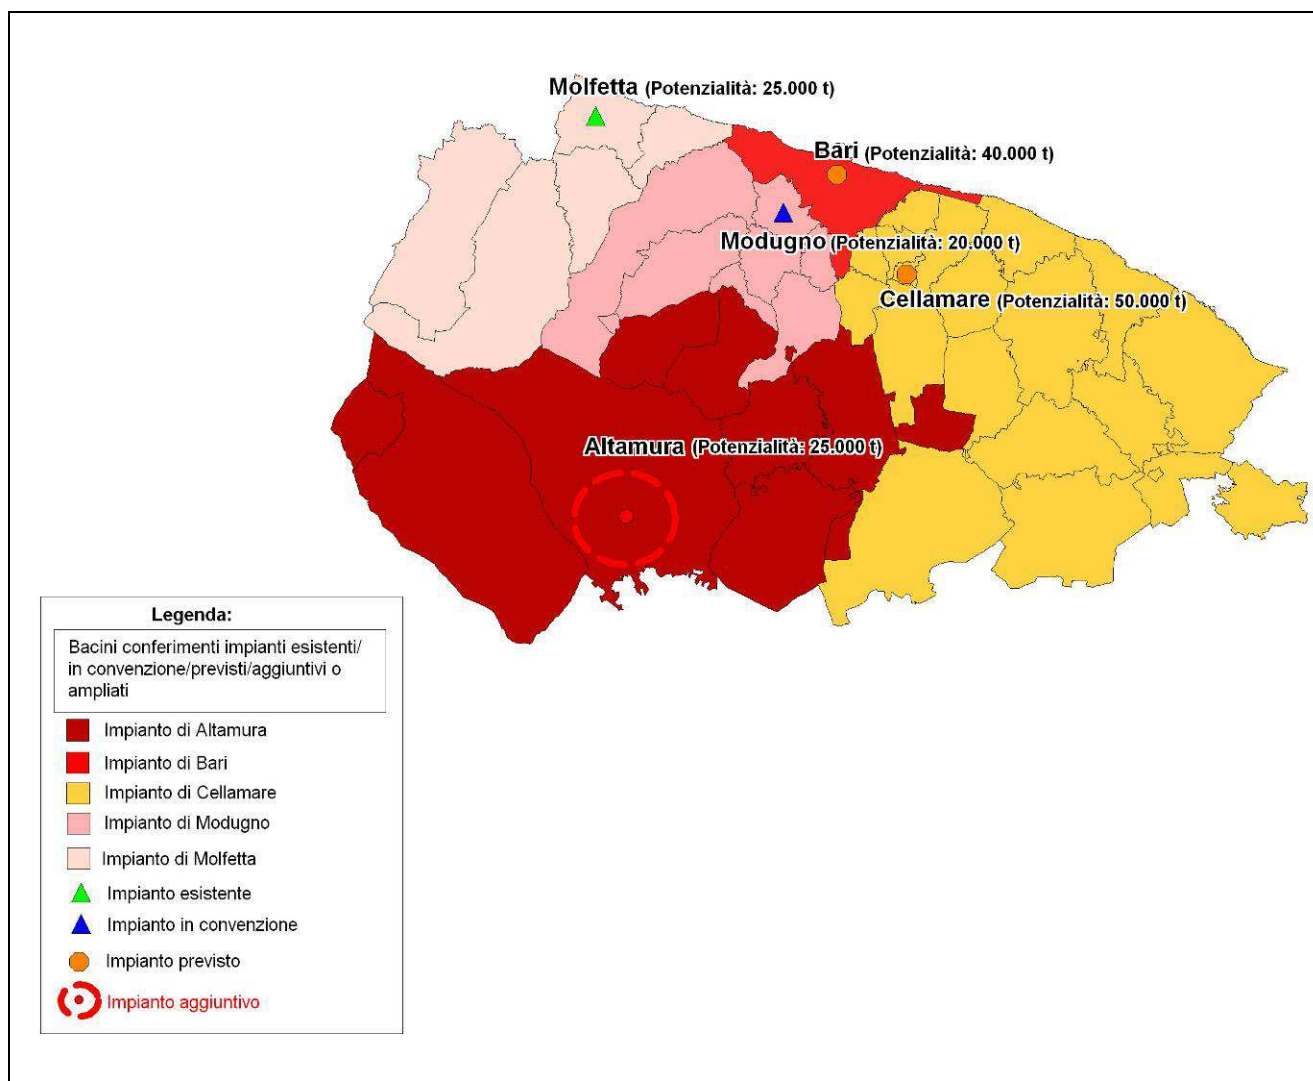 Molfetta (Potenzialità: 25.000 t)
Bari (Potenzialità: 40.000 t)
Modugno (Potenzialità: 20.000 t)
Cellamare (Potenzialità: 50.000 t)
Altamura (Potenzialità: 25.000 t)
Legenda:
Bacini conferimenti impianti esistenti/
in convenzione/previsti/aggiuntivi o
ampliati
Impianto di Altamura
Impianto di Bari
Impianto di Cellamare
Impianto di Modugno
Impianto di Molfetta
Impianto esistente
Impianto in convenzione
Impianto previsto
Impianto aggiuntivo